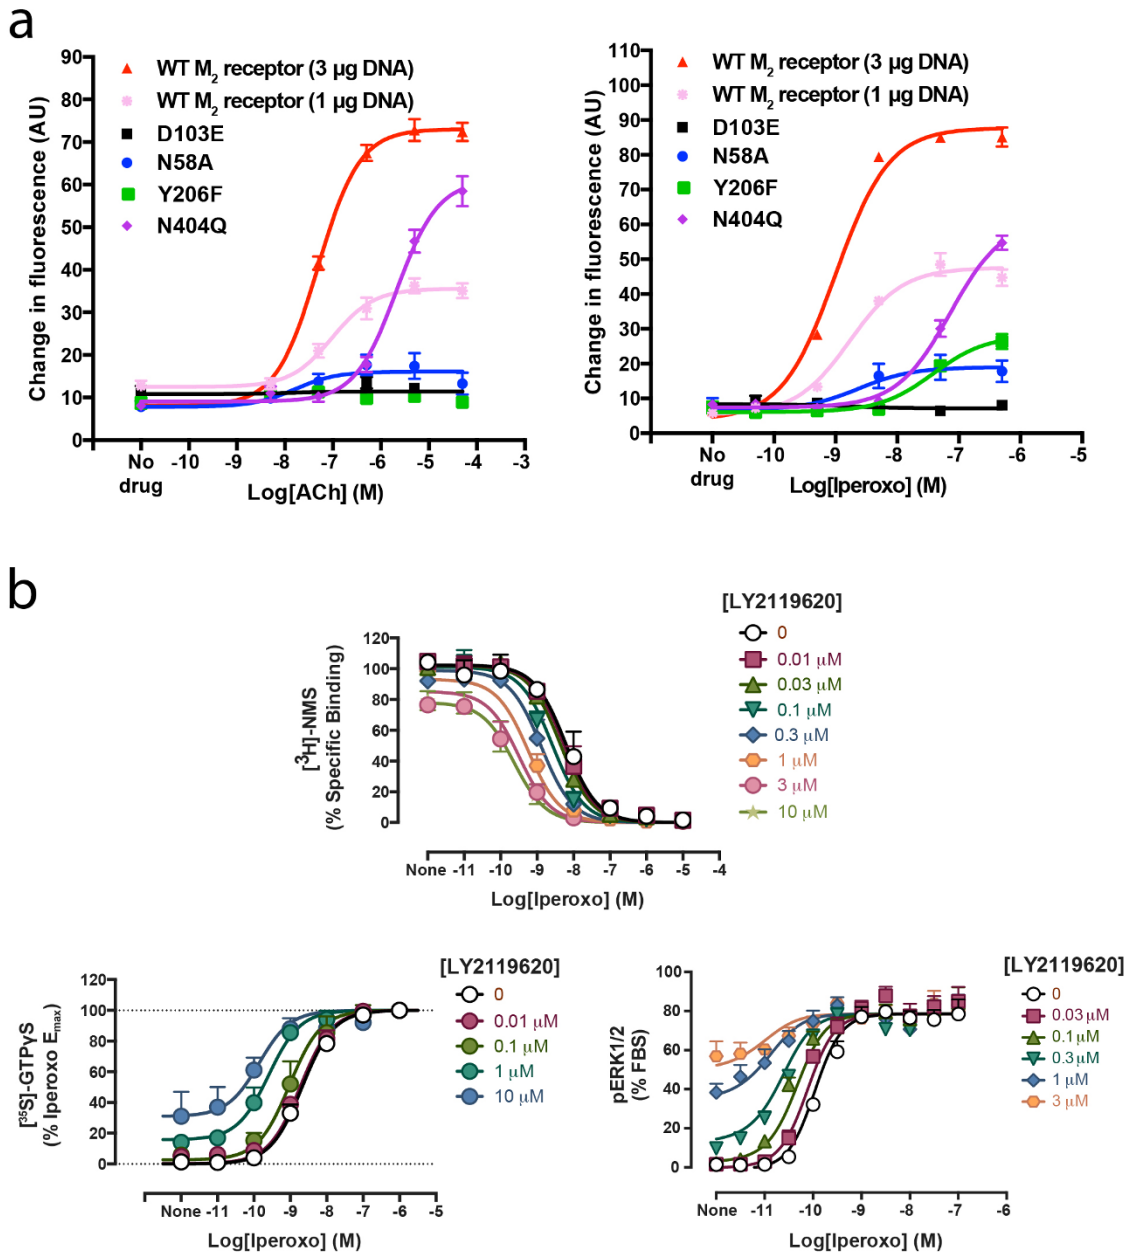 a
90
80
70
60
50
40
30
20
10
0
Change in fluorescence (AU)
WT M2 receptor (3 µg DNA)
WT M2 receptor (1 µg DNA)
D103E
N58A
Y206F
N404Q
No drug
-10 -9 -8 -7 -6 -5 -4 -3
Log[ACh] (M)
110
100
90
80
70
60
50
40
30
20
10
0
Change in fluorescence (AU)
WT M2 receptor (3 µg DNA)
WT M2 receptor (1 µg DNA)
D103E
N58A
Y206F
N404Q
No drug
-10 -9 -8 -7 -6 -5
Log[Iperoxo] (M)
b
120
100
80
60
40
20
0
[3H]-NMS
(% Specific Binding)
None -11 -10 -9 -8 -7 -6 -5 -4
Log[Iperoxo] (M)
[LY2119620]
0
0.01 µM
0.03 µM
0.1 µM
0.3 µM
1 µM
3 µM
10 µM
120
100
80
60
40
20
0
[35S]-GTPγS
(% Iperoxo Emax)
None -11 -10 -9 -8 -7 -6 -5
Log[Iperoxo] (M)
[LY2119620]
0
0.01 µM
0.1 µM
1 µM
10 µM
100
80
60
40
20
0
pERK1/2
(% FBS)
None -11 -10 -9 -8 -7 -6
Log[Iperoxo] (M)
[LY2119620]
0
0.03 µM
0.1 µM
0.3 µM
1 µM
3 µM